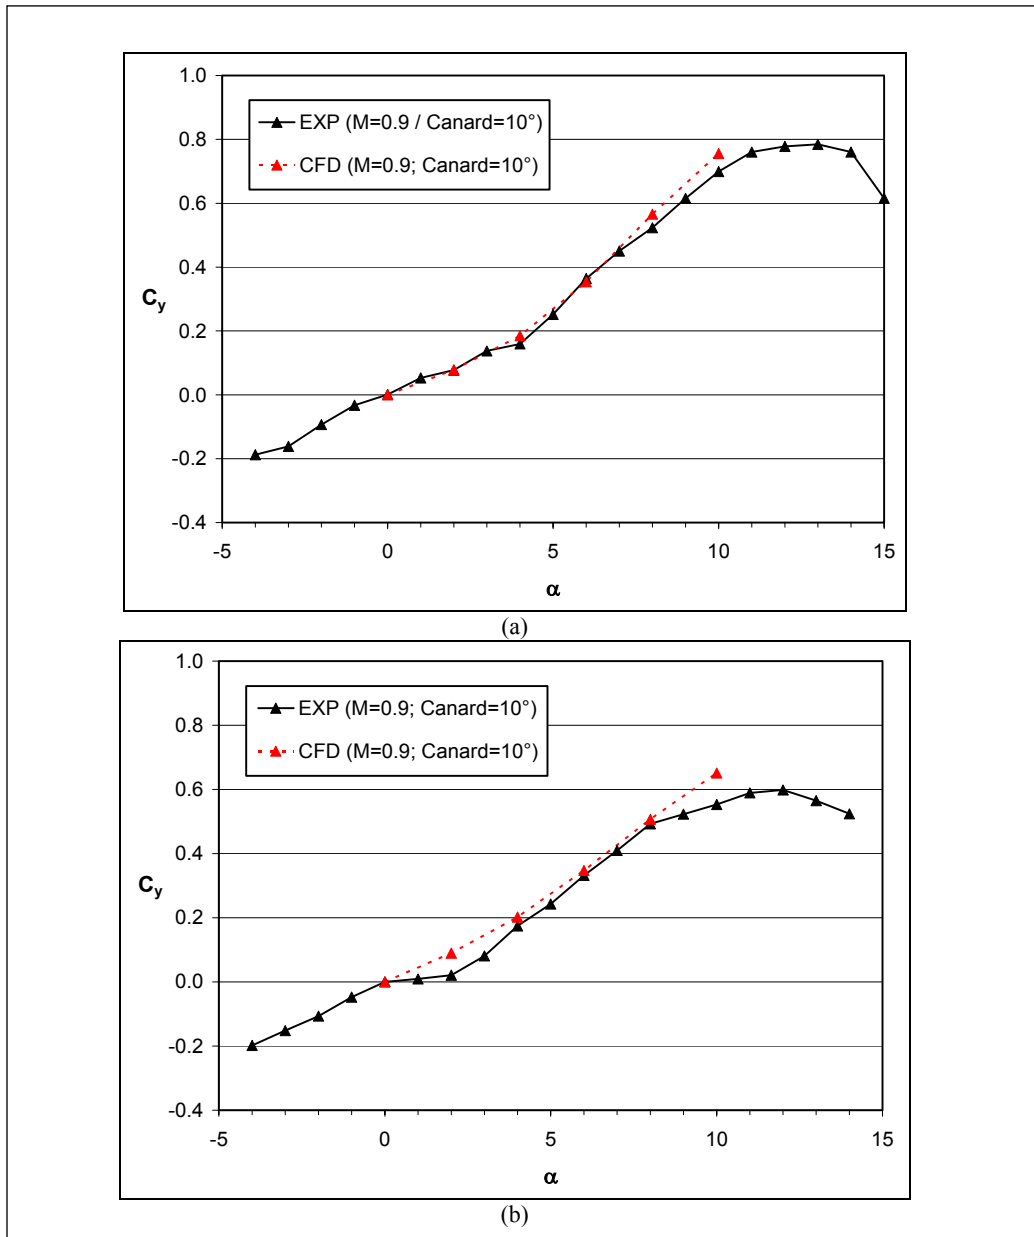 1.0
EXP (M=0.9 / Canard=10°)
CFD (M=0.9; Canard=10°)
0.8
0.6
0.4
Cy
0.2
0.0
-0.2
-0.4
-5 0 5 10 15
α
(a)
1.0
EXP (M=0.9; Canard=10°)
CFD (M=0.9; Canard=10°)
0.8
0.6
0.4
Cy
0.2
0.0
-0.2
-0.4
-5 0 5 10 15
α
(b)